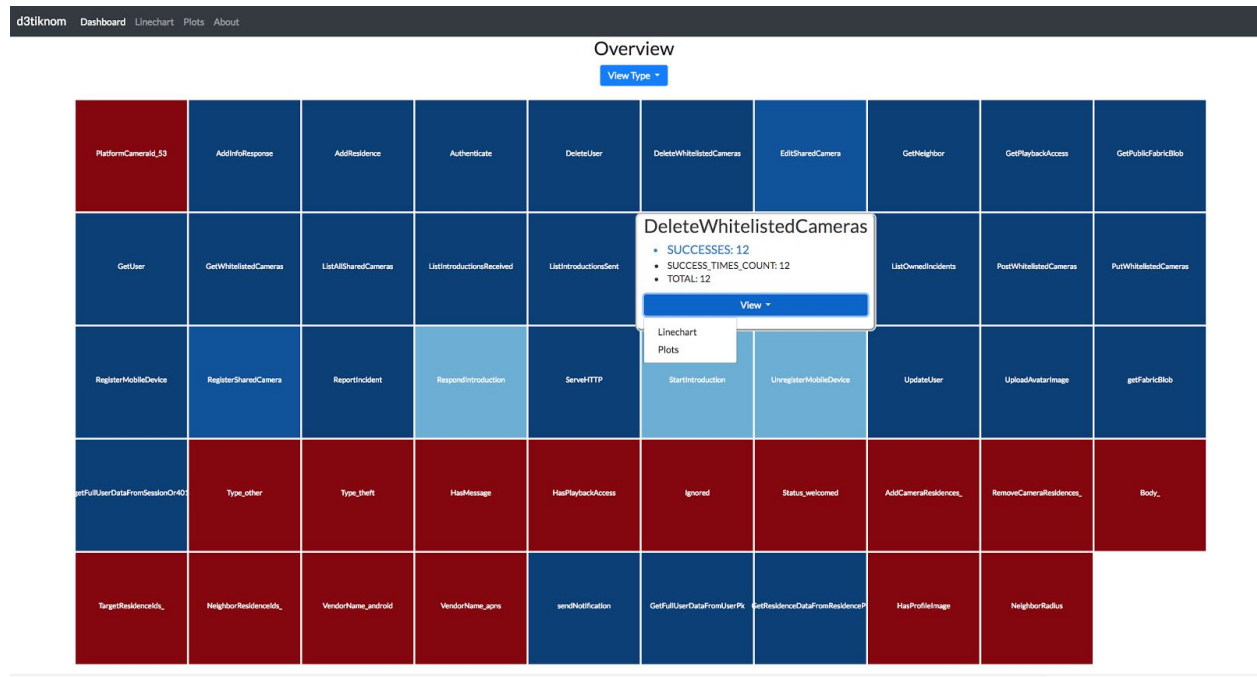 d3tiknom Dashboard Linechart Plots About
Overview
View Type
PlatformCameraId_53 AddInfoResponse AddResidence Authenticate DeleteUser DeleteWhitelistedCameras EditSharedCamera GetNeighbor GetPlaybackAccess GetPublicFabricBlob
GetUser GetWhitelistedCameras ListAllSharedCameras ListIntroductionsReceived ListIntroductionsSent ListOwnedIncidents PostWhitelistedCameras PutWhitelistedCameras
DeleteWhitelistedCameras
SUCCESSES: 12
SUCCESS_TIMES_COUNT: 12
TOTAL: 12
View
Linechart
Plots
RegisterMobileDevice RegisterSharedCamera ReportIncident RespondIntroduction ServeHTTP StartIntroduction UnregisterMobileDevice UpdateUser UploadAvatarImage getFabricBlob
getFullUserDataFromSessionOr401 Type_other Type_theft HasMessage HasPlaybackAccess Ignored Status_welcomed AddCameraResidences_ RemoveCameraResidences_ Body_
TargetResidenceIds_ NeighborResidenceIds_ VendorName_android VendorName_apns sendNotification GetFullUserDataFromUserPk GetResidenceDataFromResidenceP HasProfileImage NeighborRadius